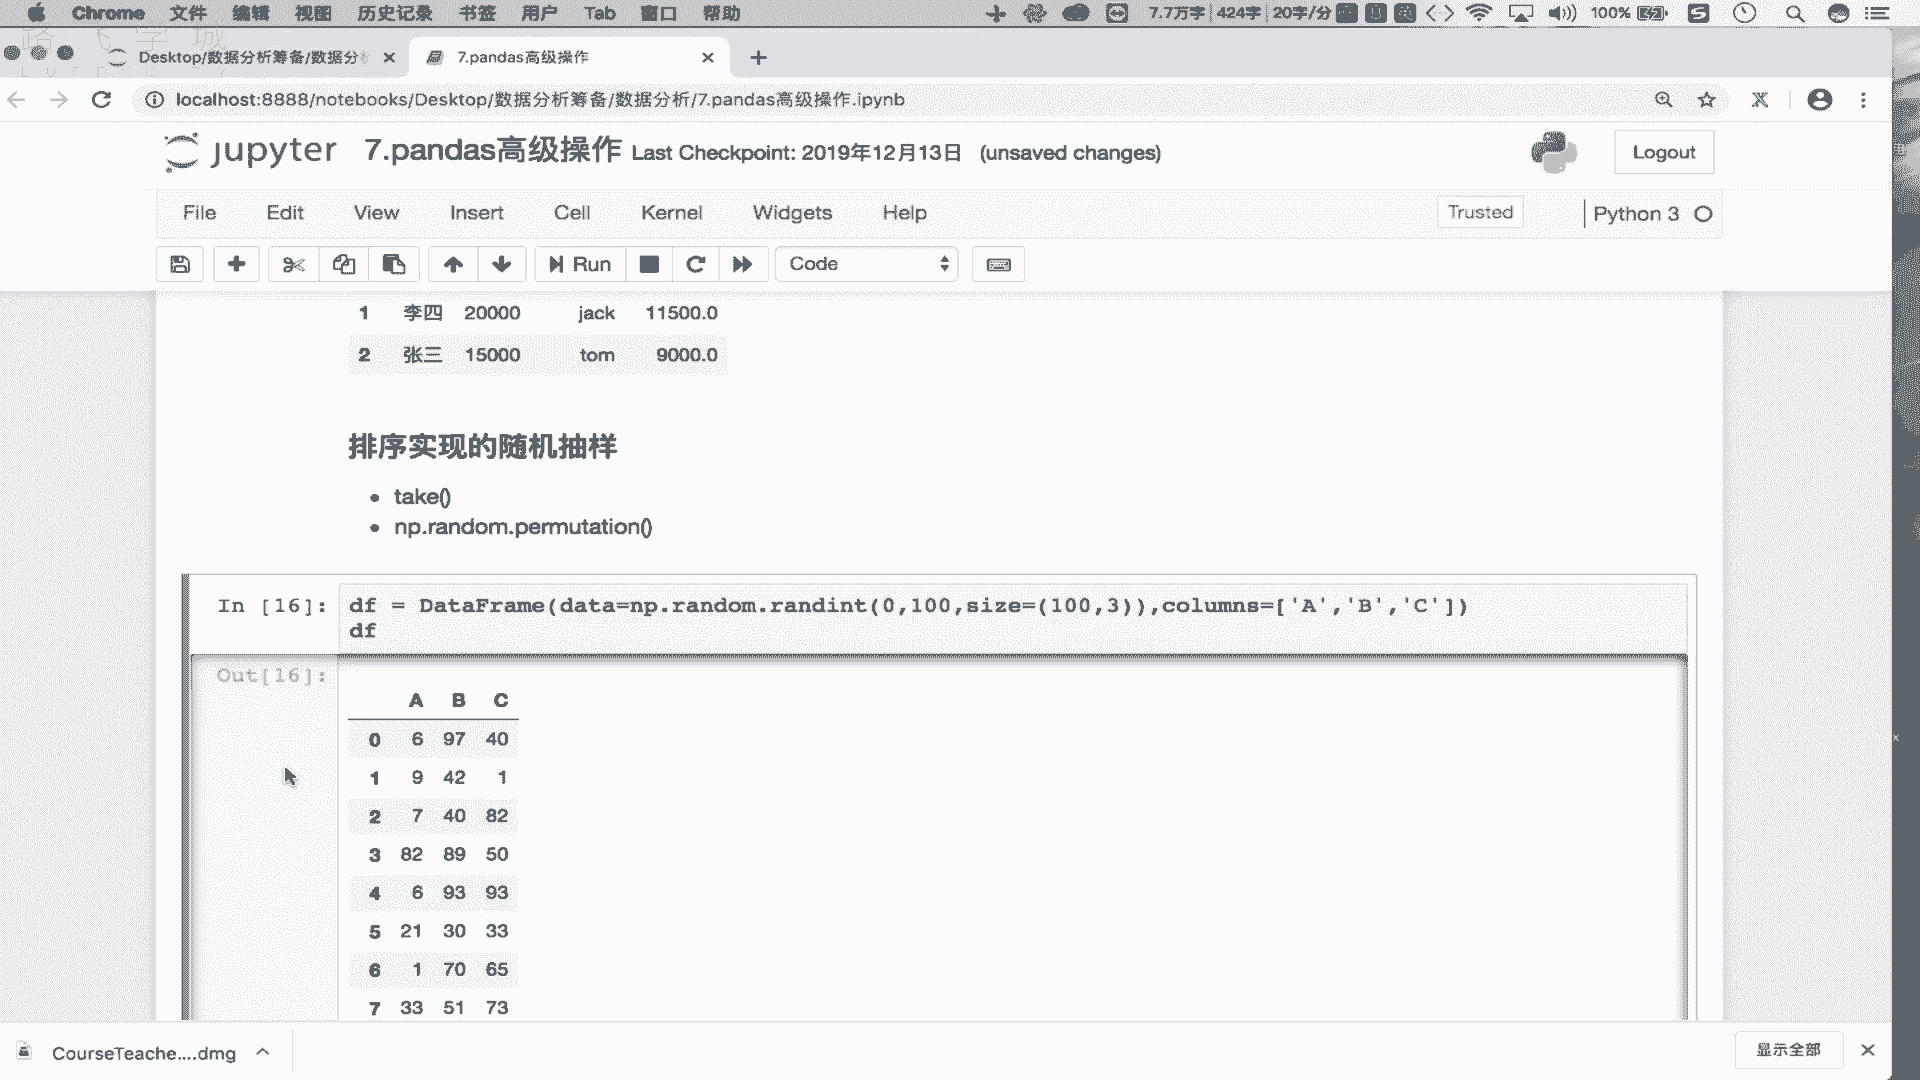 Chrome 文件 编辑 视图 历史记录 书签 用户 Tab 窗口 帮助 7.7万字 424字 20字/分 100%
Desktop/数据分析筹备/数据分 7.pandas高级操作
localhost:8888/notebooks/Desktop/数据分析筹备/数据分析/7.pandas高级操作.ipynb
jupyter 7.pandas高级操作 Last Checkpoint: 2019年12月13日 (unsaved changes) Logout
File Edit View Insert Cell Kernel Widgets Help Trusted Python 3
Run Code
1 李四 20000 jack 11500.0
2 张三 15000 tom 9000.0
排序实现的随机抽样
take()
np.random.permutation()
In [16]: df = DataFrame(data=np.random.randint(0,100,size=(100,3)),columns=['A','B','C'])
df
Out[16]:
A B C
0 6 97 40
1 9 42 1
2 7 40 82
3 82 89 50
4 6 93 93
5 21 30 33
6 1 70 65
7 33 51 73
CourseTeache....dmg 显示全部